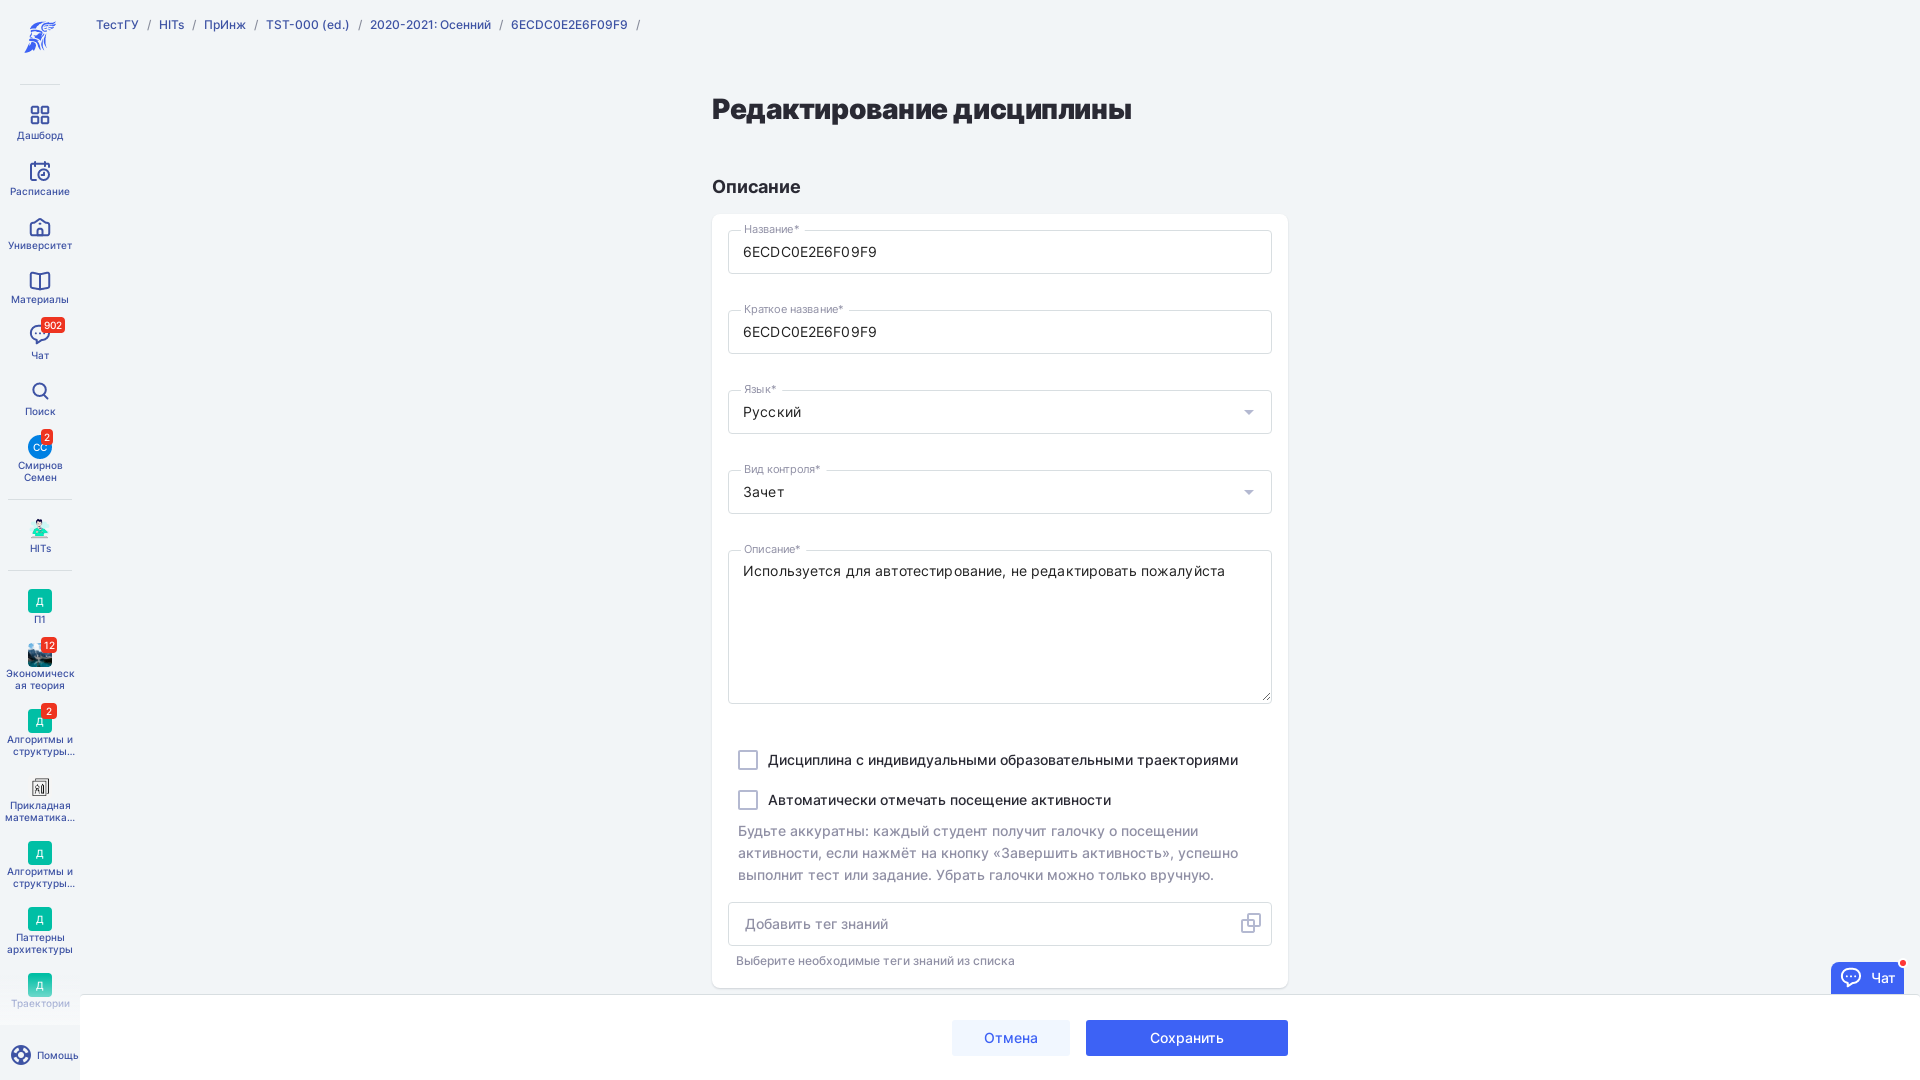 ТестГУ / HITs / ПрИнж / TST-000 (ed.) / 2020-2021: Осенний / 6ECDC0E2E6F09F9 /
Дашборд
Расписание
Университет
Материалы
902
Чат
Поиск
СС
2
Смирнов
Семен
HITs
Д
П1
12
Экономическ
ая теория
Д
2
Алгоритмы и
структуры...
Прикладная
математика...
Д
Алгоритмы и
структуры...
Д
Паттерны
архитектуры
Д
Траектории
Помощь
Редактирование дисциплины
Описание
Название*
6ECDC0E2E6F09F9
Краткое название*
6ECDC0E2E6F09F9
Язык*
Русский
Вид контроля*
Зачет
Описание*
Используется для автотестирование, не редактировать пожалуйста
Дисциплина с индивидуальными образовательными траекториями
Автоматически отмечать посещение активности
Будьте аккуратны: каждый студент получит галочку о посещении
активности, если нажмёт на кнопку «Завершить активность», успешно
выполнит тест или задание. Убрать галочки можно только вручную.
Добавить тег знаний
Выберите необходимые теги знаний из списка
Чат
Отмена
Сохранить